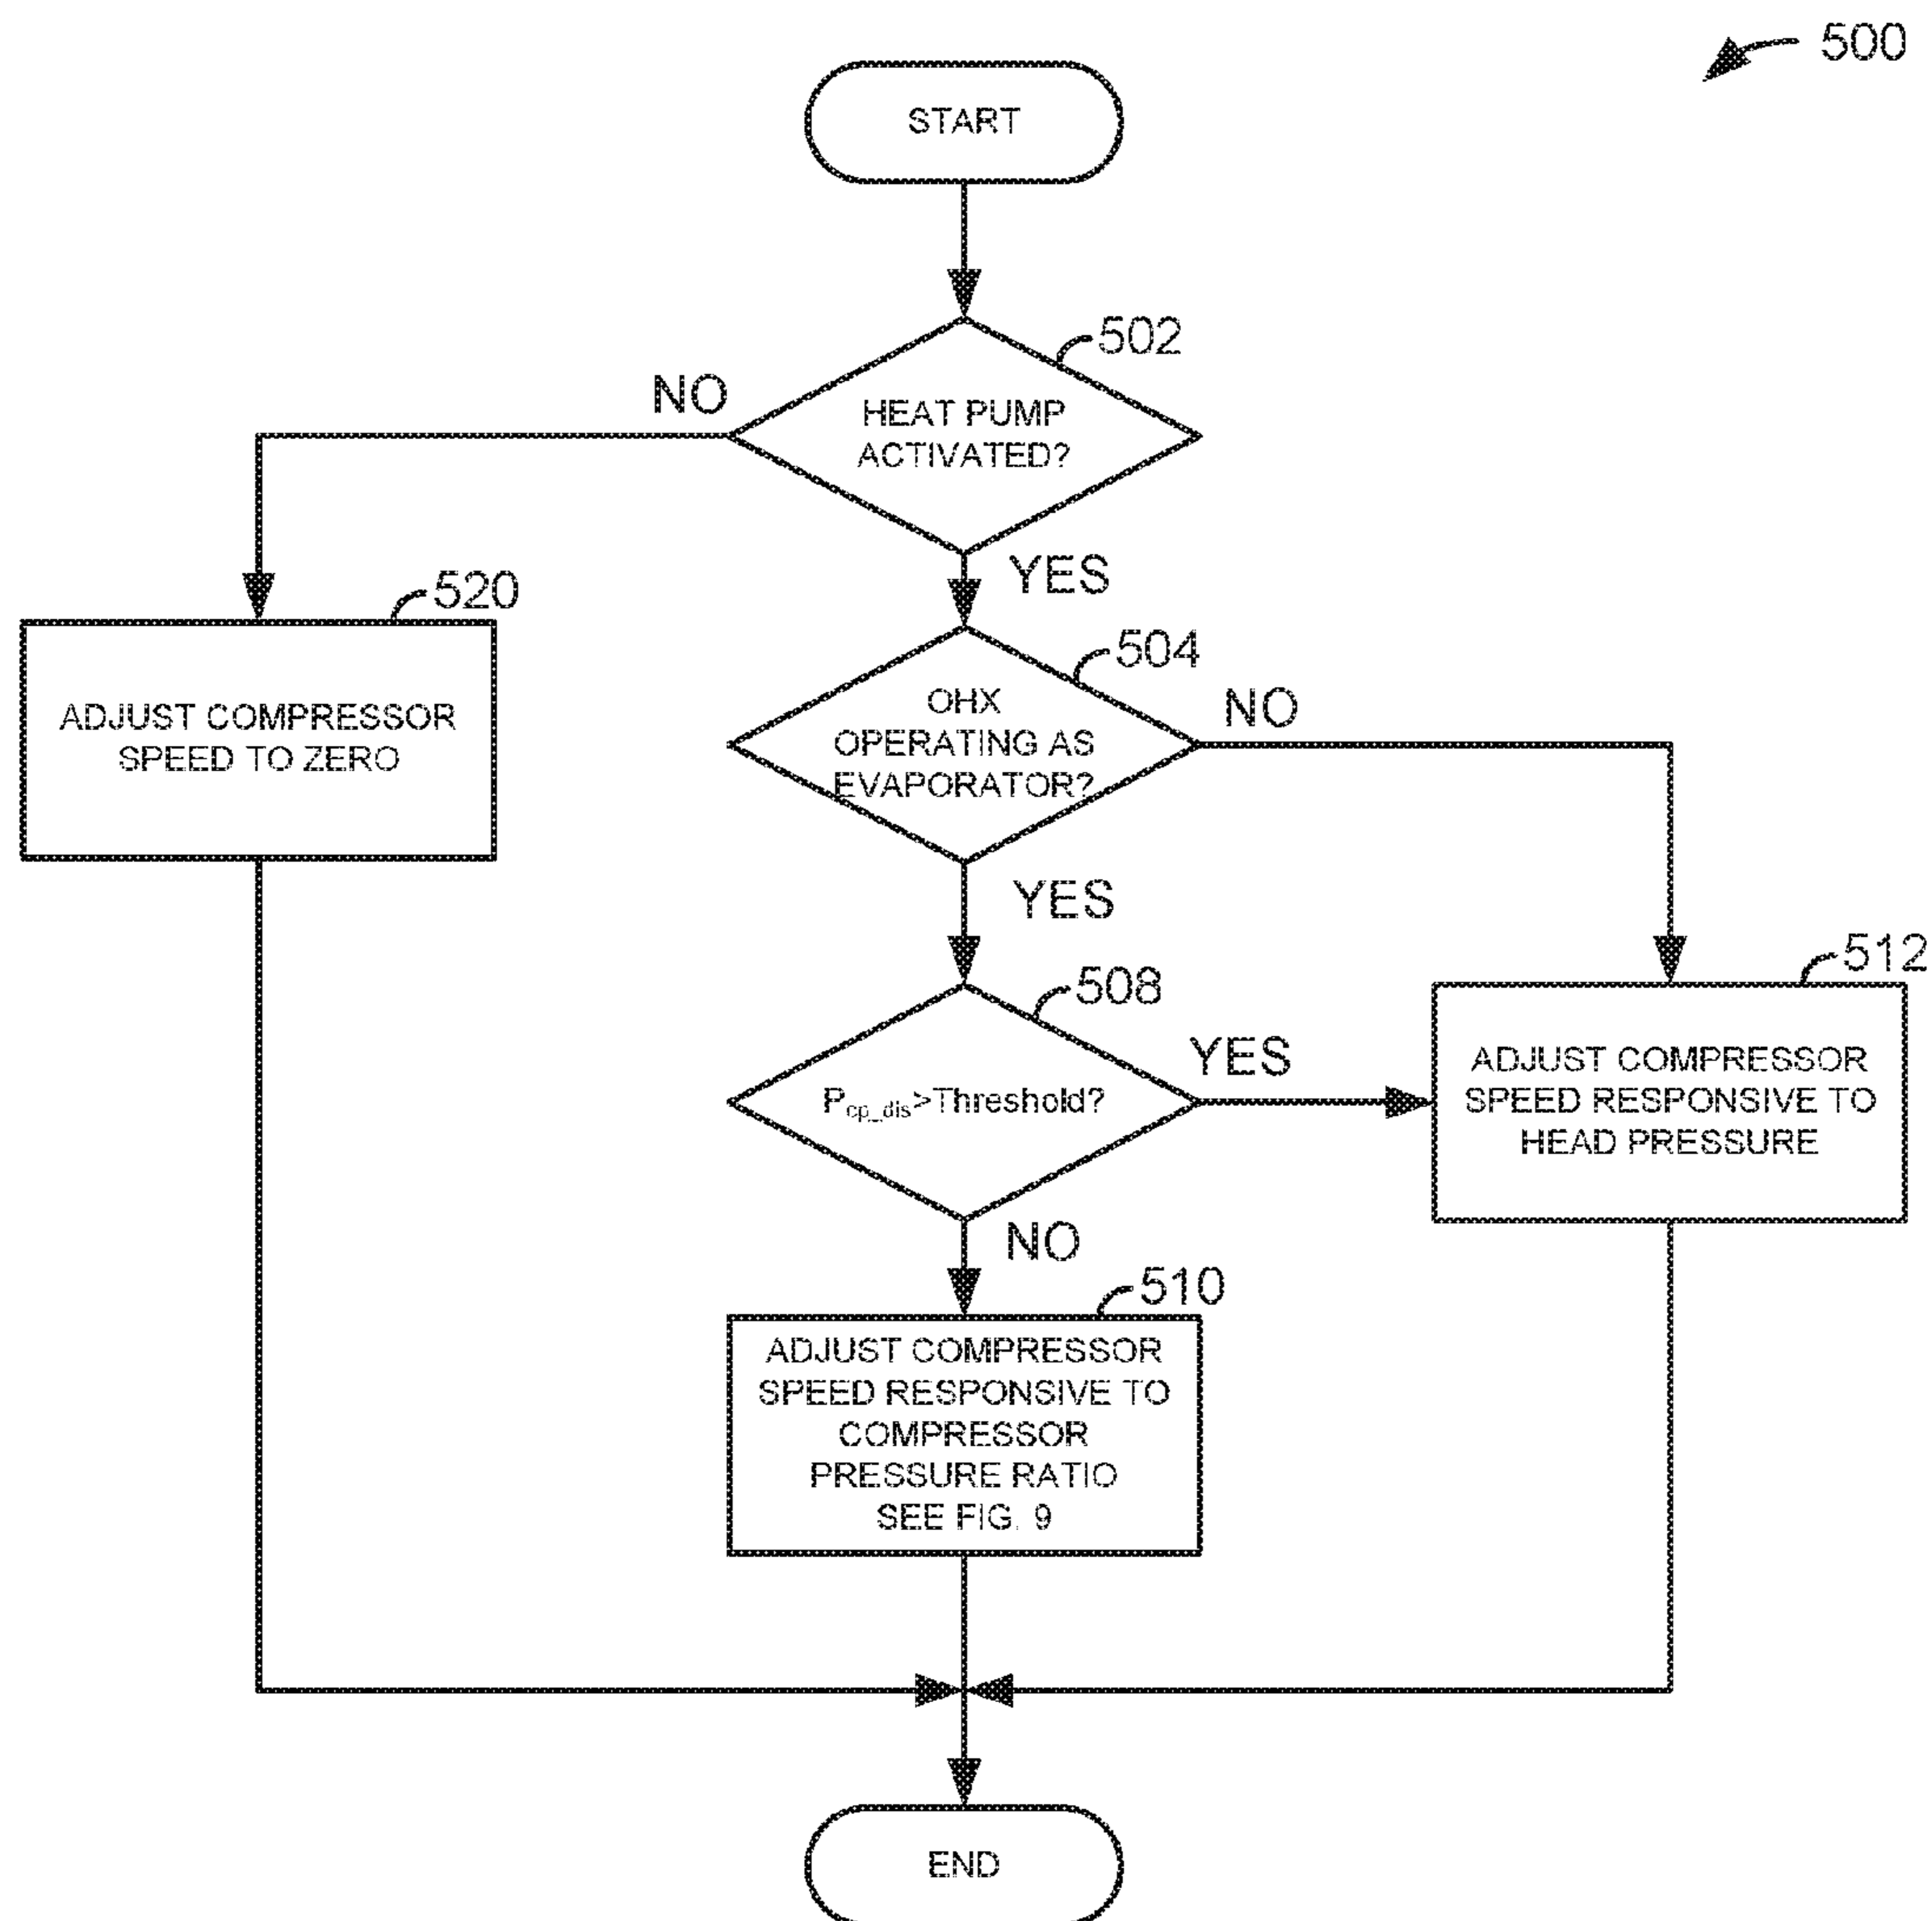 500
START
502
HEAT PUMP
ACTIVATED?
NO
YES
520
ADJUST COMPRESSOR
SPEED TO ZERO
504
OHX
OPERATING AS
EVAPORATOR?
NO
YES
508
Pcp_dis>Threshold?
YES
NO
512
ADJUST COMPRESSOR
SPEED RESPONSIVE TO
HEAD PRESSURE
510
ADJUST COMPRESSOR
SPEED RESPONSIVE TO
COMPRESSOR
PRESSURE RATIO
SEE FIG. 9
END